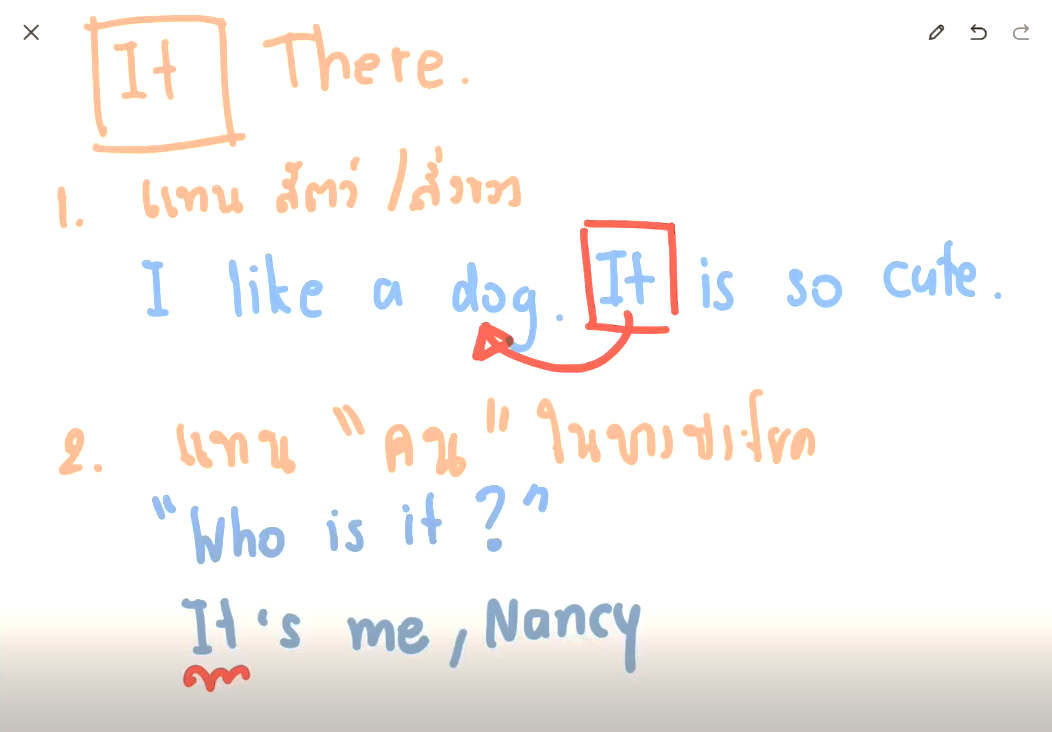 It There.
1. แทน สัตว์ / สิ่งของ
I like a dog. It is so cute.
2. แทน "คน" ในบางประโยค
"Who is it?"
It's me, Nancy